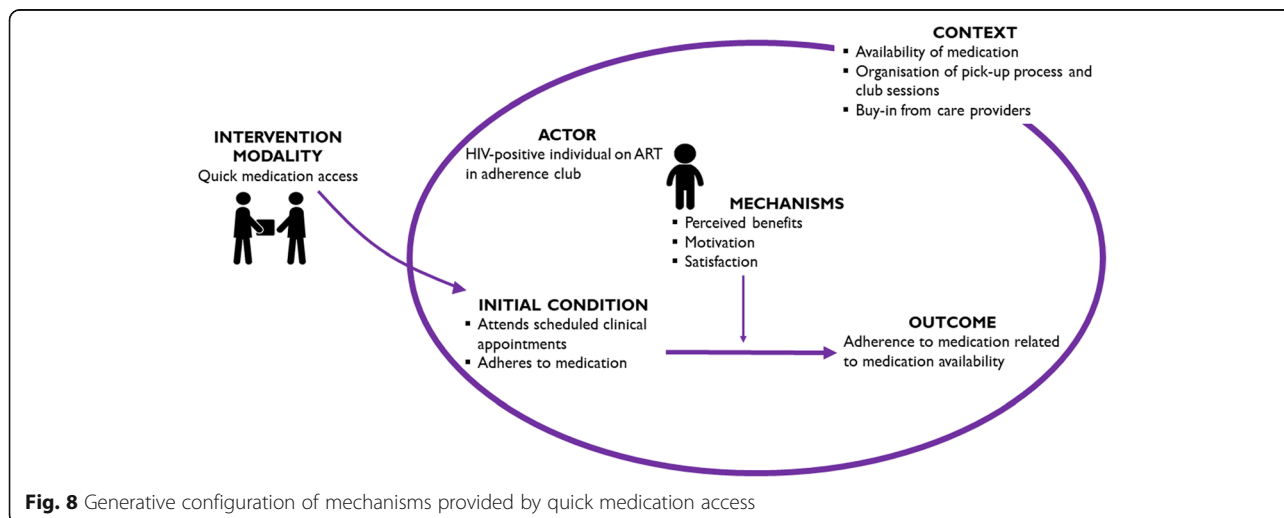 CONTEXT
▪ Availability of medication
▪ Organisation of pick-up process and
club sessions
▪ Buy-in from care providers
INTERVENTION
MODALITY
Quick medication access
ACTOR
HIV-positive individual on ART
in adherence club
MECHANISMS
▪ Perceived benefits
▪ Motivation
▪ Satisfaction
INITIAL CONDITION
▪ Attends scheduled clinical
appointments
▪ Adheres to medication
OUTCOME
Adherence to medication related
to medication availability
Fig. 8 Generative configuration of mechanisms provided by quick medication access